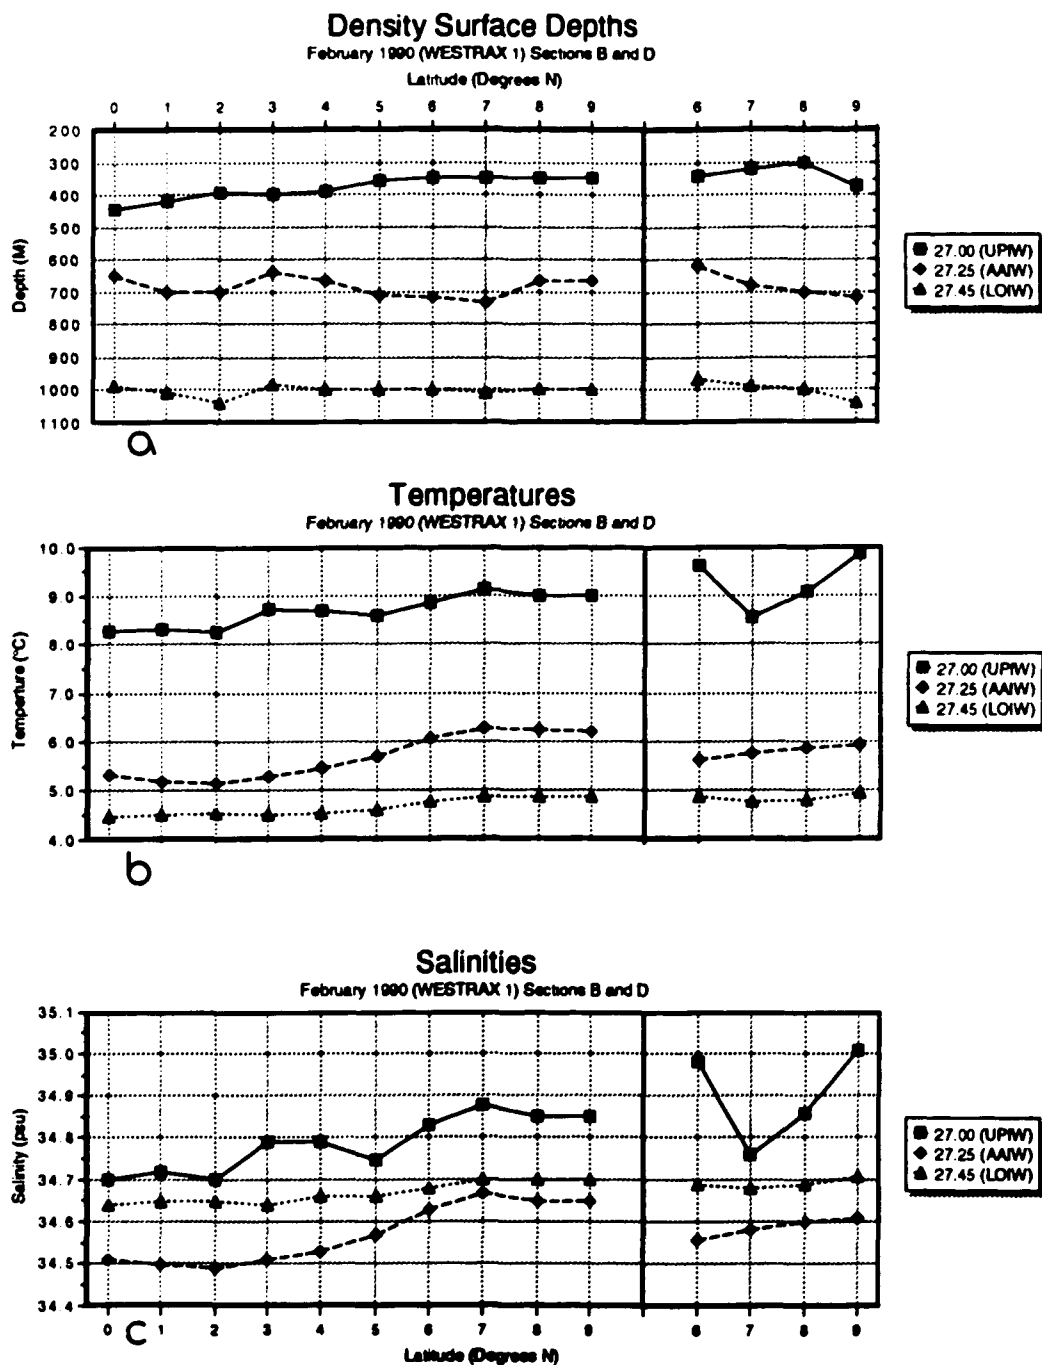 Density Surface Depths
February 1990 (WESTRAX 1) Sections B and D
Latitude (Degrees N)
0 1 2 3 4 5 6 7 8 9 6 7 8 9
200
300
400
500
600
700
800
900
1000
1100
Depth (M)
27.00 (UPIW)
27.25 (AAIW)
27.45 (LOIW)
a
Temperatures
February 1990 (WESTRAX 1) Sections B and D
10.0
9.0
8.0
7.0
6.0
5.0
4.0
Temperture (°C)
27.00 (UPIW)
27.25 (AAIW)
27.45 (LOIW)
b
Salinities
February 1990 (WESTRAX 1) Sections B and D
35.1
35.0
34.9
34.8
34.7
34.6
34.5
34.4
Salinity (psu)
27.00 (UPIW)
27.25 (AAIW)
27.45 (LOIW)
0 1 2 3 4 5 6 7 8 9 6 7 8 9
c
Latitude (Degrees N)